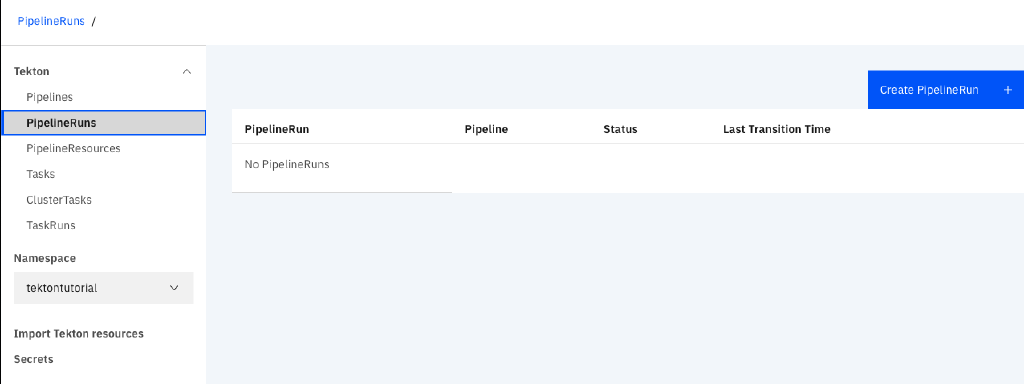 PipelineRuns /
Tekton
Pipelines
PipelineRuns
PipelineResources
Tasks
ClusterTasks
TaskRuns
Namespace
tektontutorial
Import Tekton resources
Secrets
Create PipelineRun +
PipelineRun Pipeline Status Last Transition Time
No PipelineRuns